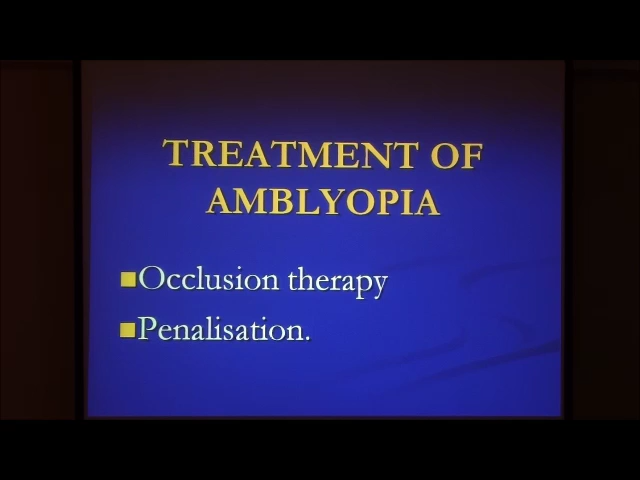 TREATMENT OF
AMBLYOPIA
Occlusion therapy
Penalisation.